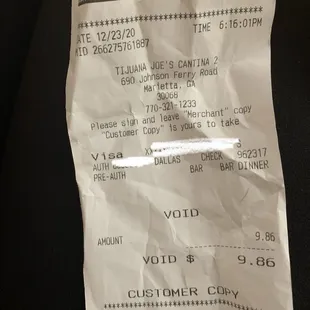 ATE 12/23/20 TIME 6:16:01PM
MID 266275761887
TIJUANA JOE'S CANTINA 2
690 Johnson Ferry Road
Marietta, GA
30068
770-321-1233
Please sign and leave "Merchant" copy
"Customer Copy" is yours to take
Visa
AUTH DALLAS CHECK 962317
PRE-AUTH BAR BAR DINNER
VOID
AMOUNT 9.86
VOID $ 9.86
CUSTOMER COPY